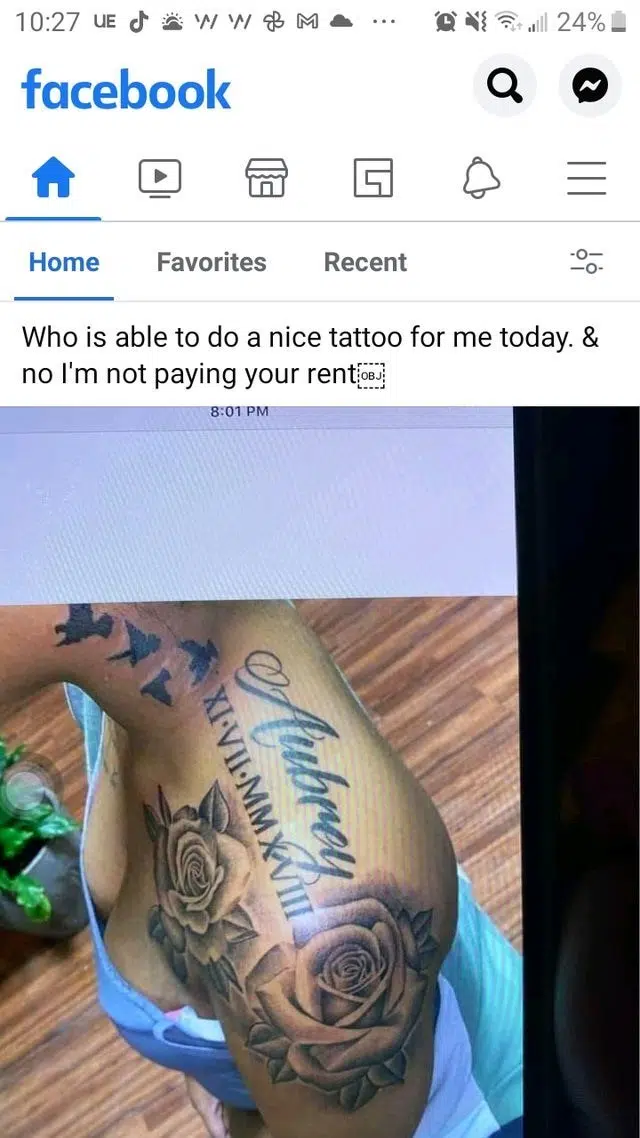 10:27 UE 24%
facebook
Home Favorites Recent
Who is able to do a nice tattoo for me today. &
no I'm not paying your rent￼
8:01 PM
Aubrey
XI·VII·MMXXVIII